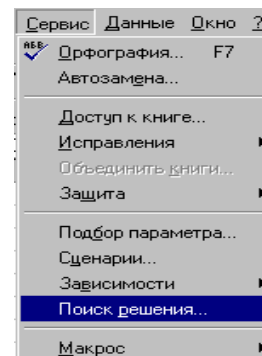 Сервис Данные Окно ?
Орфография... F7
Автозамена...
Доступ к книге...
Исправления
Объединить книги...
Защита
Подбор параметра...
Сценарии...
Зависимости
Поиск решения...
Макрос